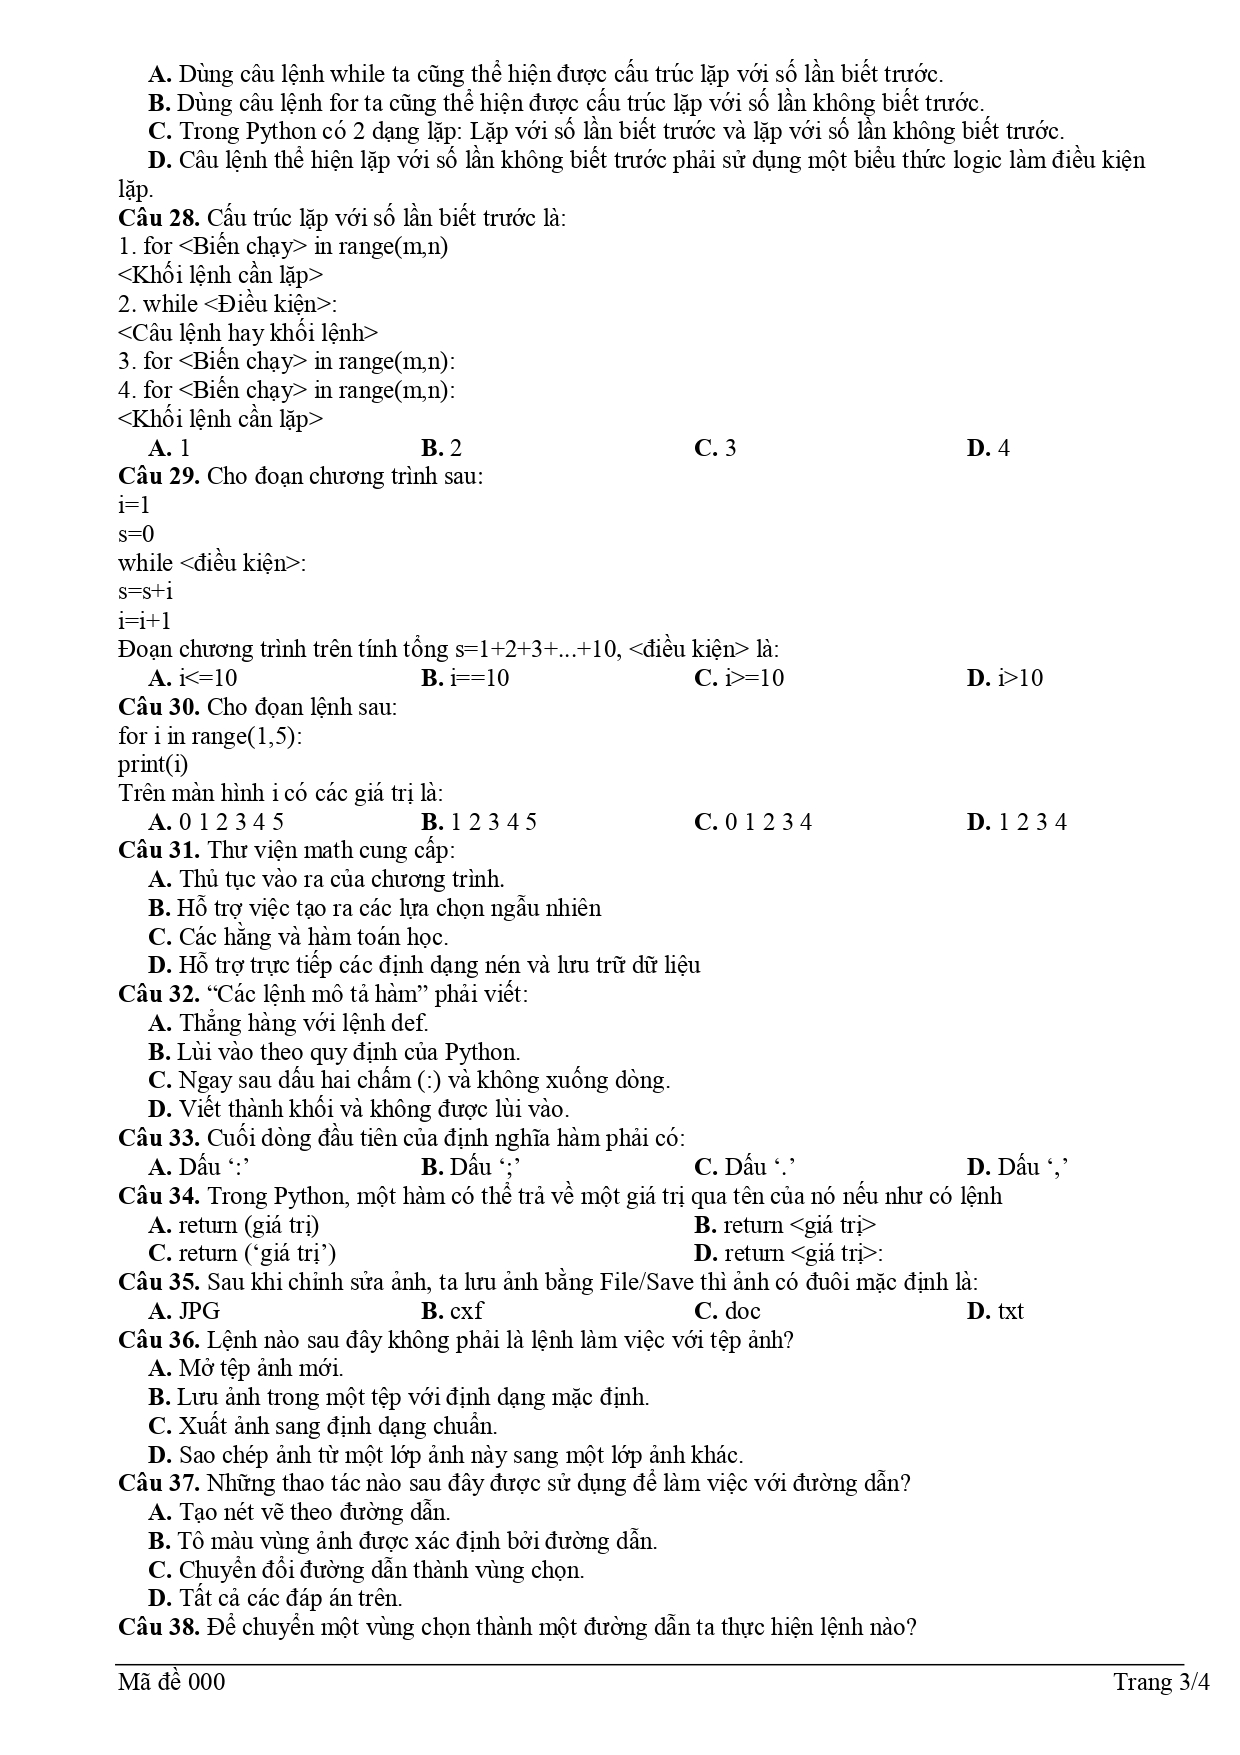 A. Dùng câu lệnh while ta cũng thể hiện được cấu trúc lặp với số lần biết trước.
B. Dùng câu lệnh for ta cũng thể hiện được cấu trúc lặp với số lần không biết trước.
C. Trong Python có 2 dạng lặp: Lặp với số lần biết trước và lặp với số lần không biết trước.
D. Câu lệnh thể hiện lặp với số lần không biết trước phải sử dụng một biểu thức logic làm điều kiện
lặp.
Câu 28. Cấu trúc lặp với số lần biết trước là:
1. for <Biến chạy> in range(m,n)
<Khối lệnh cần lặp>
2. while <Điều kiện>:
<Câu lệnh hay khối lệnh>
3. for <Biến chạy> in range(m,n):
4. for <Biến chạy> in range(m,n):
<Khối lệnh cần lặp>
A. 1 B. 2 C. 3 D. 4
Câu 29. Cho đoạn chương trình sau:
i=1
s=0
while <điều kiện>:
s=s+i
i=i+1
Đoạn chương trình trên tính tổng s=1+2+3+...+10, <điều kiện> là:
A. i<=10 B. i==10 C. i>=10 D. i>10
Câu 30. Cho đọan lệnh sau:
for i in range(1,5):
print(i)
Trên màn hình i có các giá trị là:
A. 0 1 2 3 4 5 B. 1 2 3 4 5 C. 0 1 2 3 4 D. 1 2 3 4
Câu 31. Thư viện math cung cấp:
A. Thủ tục vào ra của chương trình.
B. Hỗ trợ việc tạo ra các lựa chọn ngẫu nhiên
C. Các hằng và hàm toán học.
D. Hỗ trợ trực tiếp các định dạng nén và lưu trữ dữ liệu
Câu 32. “Các lệnh mô tả hàm” phải viết:
A. Thẳng hàng với lệnh def.
B. Lùi vào theo quy định của Python.
C. Ngay sau dấu hai chấm (:) và không xuống dòng.
D. Viết thành khối và không được lùi vào.
Câu 33. Cuối dòng đầu tiên của định nghĩa hàm phải có:
A. Dấu ‘:’ B. Dấu ‘;’ C. Dấu ‘.’ D. Dấu ‘,’
Câu 34. Trong Python, một hàm có thể trả về một giá trị qua tên của nó nếu như có lệnh
A. return (giá trị) B. return <giá trị>
C. return (‘giá trị’) D. return <giá trị>:
Câu 35. Sau khi chỉnh sửa ảnh, ta lưu ảnh bằng File/Save thì ảnh có đuôi mặc định là:
A. JPG B. cxf C. doc D. txt
Câu 36. Lệnh nào sau đây không phải là lệnh làm việc với tệp ảnh?
A. Mở tệp ảnh mới.
B. Lưu ảnh trong một tệp với định dạng mặc định.
C. Xuất ảnh sang định dạng chuẩn.
D. Sao chép ảnh từ một lớp ảnh này sang một lớp ảnh khác.
Câu 37. Những thao tác nào sau đây được sử dụng để làm việc với đường dẫn?
A. Tạo nét vẽ theo đường dẫn.
B. Tô màu vùng ảnh được xác định bởi đường dẫn.
C. Chuyển đổi đường dẫn thành vùng chọn.
D. Tất cả các đáp án trên.
Câu 38. Để chuyển một vùng chọn thành một đường dẫn ta thực hiện lệnh nào?
Mã đề 000 Trang 3/4